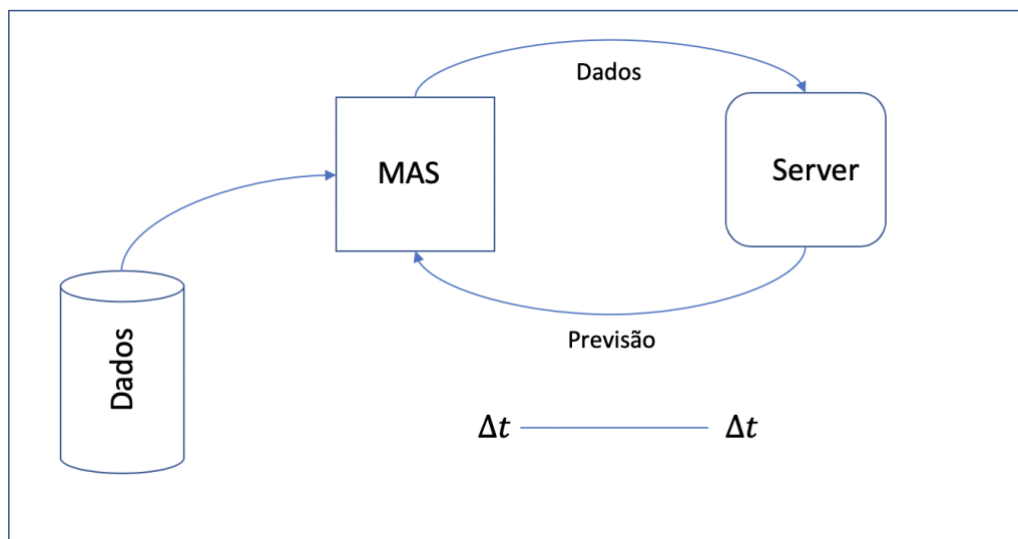 Dados
MAS
Server
Dados
Previsão
Δt Δt